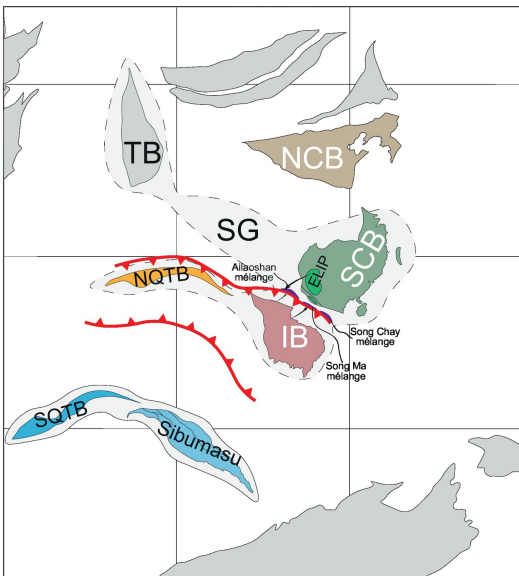 TB
NCB
SG
SCB
ELIP
Ailaoshan
mélange
NQTB
IB
Song Chay
mélange
Song Ma
mélange
SQTB
Sibumasu